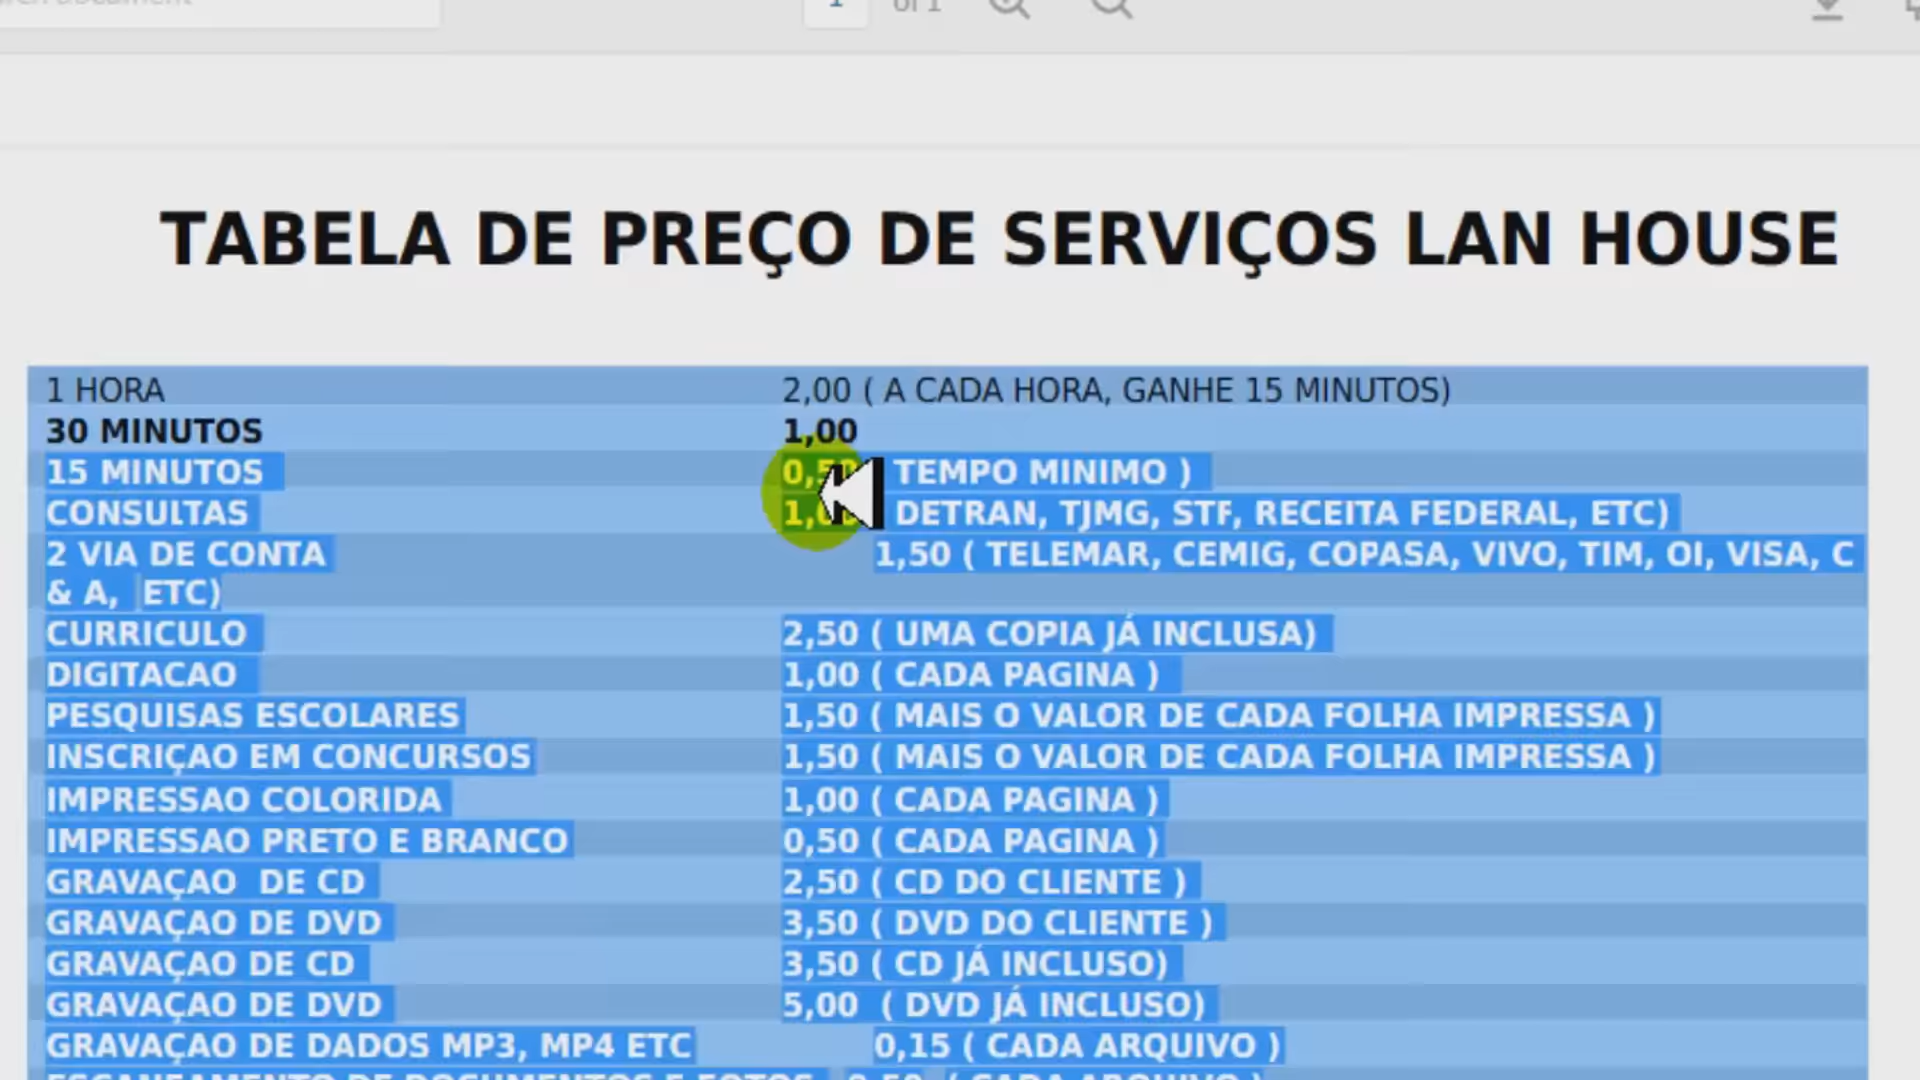 1 of 1
TABELA DE PREÇO DE SERVIÇOS LAN HOUSE
1 HORA 2,00 ( A CADA HORA, GANHE 15 MINUTOS)
30 MINUTOS 1,00
15 MINUTOS TEMPO MINIMO )
CONSULTAS DETRAN, TJMG, STF, RECEITA FEDERAL, ETC)
2 VIA DE CONTA 1,50 ( TELEMAR, CEMIG, COPASA, VIVO, TIM, OI, VISA, C
& A, ETC)
CURRICULO 2,50 ( UMA COPIA JÁ INCLUSA)
DIGITACAO 1,00 ( CADA PAGINA )
PESQUISAS ESCOLARES 1,50 ( MAIS O VALOR DE CADA FOLHA IMPRESSA )
INSCRIÇAO EM CONCURSOS 1,50 ( MAIS O VALOR DE CADA FOLHA IMPRESSA )
IMPRESSAO COLORIDA 1,00 ( CADA PAGINA )
IMPRESSAO PRETO E BRANCO 0,50 ( CADA PAGINA )
GRAVAÇAO DE CD 2,50 ( CD DO CLIENTE )
GRAVAÇAO DE DVD 3,50 ( DVD DO CLIENTE )
GRAVAÇAO DE CD 3,50 ( CD JÁ INCLUSO)
GRAVAÇAO DE DVD 5,00 ( DVD JÁ INCLUSO)
GRAVAÇAO DE DADOS MP3, MP4 ETC 0,15 ( CADA ARQUIVO )